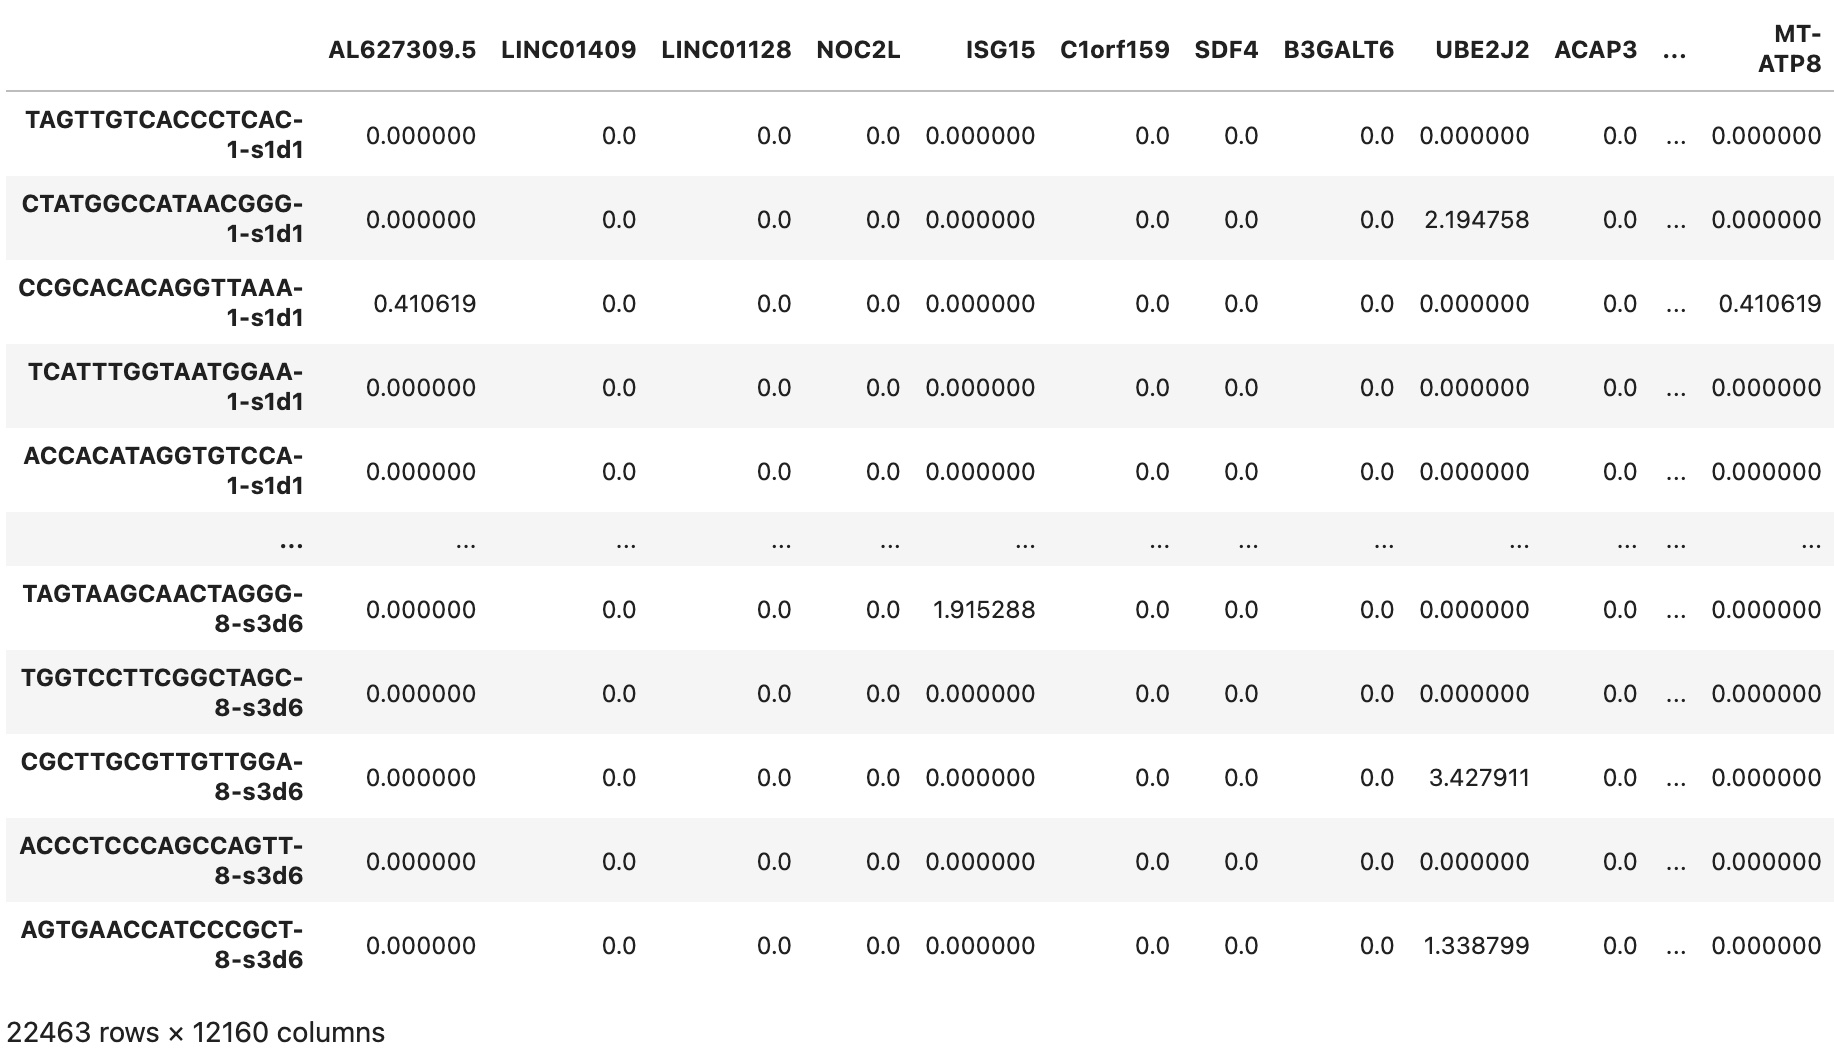 AL627309.5 LINC01409 LINC01128 NOC2L ISG15 C1orf159 SDF4 B3GALT6 UBE2J2 ACAP3 ... MT-
ATP8
TAGTTGTCACCCTCAC-
1-s1d1 0.000000 0.0 0.0 0.0 0.000000 0.0 0.0 0.0 0.000000 0.0 ... 0.000000
CTATGGCCATAACGGG-
1-s1d1 0.000000 0.0 0.0 0.0 0.000000 0.0 0.0 0.0 2.194758 0.0 ... 0.000000
CCGCACACAGGTTAAA-
1-s1d1 0.410619 0.0 0.0 0.0 0.000000 0.0 0.0 0.0 0.000000 0.0 ... 0.410619
TCATTTGGTAATGGAA-
1-s1d1 0.000000 0.0 0.0 0.0 0.000000 0.0 0.0 0.0 0.000000 0.0 ... 0.000000
ACCACATAGGTGTCCA-
1-s1d1 0.000000 0.0 0.0 0.0 0.000000 0.0 0.0 0.0 0.000000 0.0 ... 0.000000
... ... ... ... ... ... ... ... ... ... ... ... ...
TAGTAAGCAACTAGGG-
8-s3d6 0.000000 0.0 0.0 0.0 1.915288 0.0 0.0 0.0 0.000000 0.0 ... 0.000000
TGGTCCTTCGGCTAGC-
8-s3d6 0.000000 0.0 0.0 0.0 0.000000 0.0 0.0 0.0 0.000000 0.0 ... 0.000000
CGCTTGCGTTGTTGGA-
8-s3d6 0.000000 0.0 0.0 0.0 0.000000 0.0 0.0 0.0 3.427911 0.0 ... 0.000000
ACCCTCCCAGCCAGTT-
8-s3d6 0.000000 0.0 0.0 0.0 0.000000 0.0 0.0 0.0 0.000000 0.0 ... 0.000000
AGTGAACCATCCCGCT-
8-s3d6 0.000000 0.0 0.0 0.0 0.000000 0.0 0.0 0.0 1.338799 0.0 ... 0.000000
22463 rows × 12160 columns